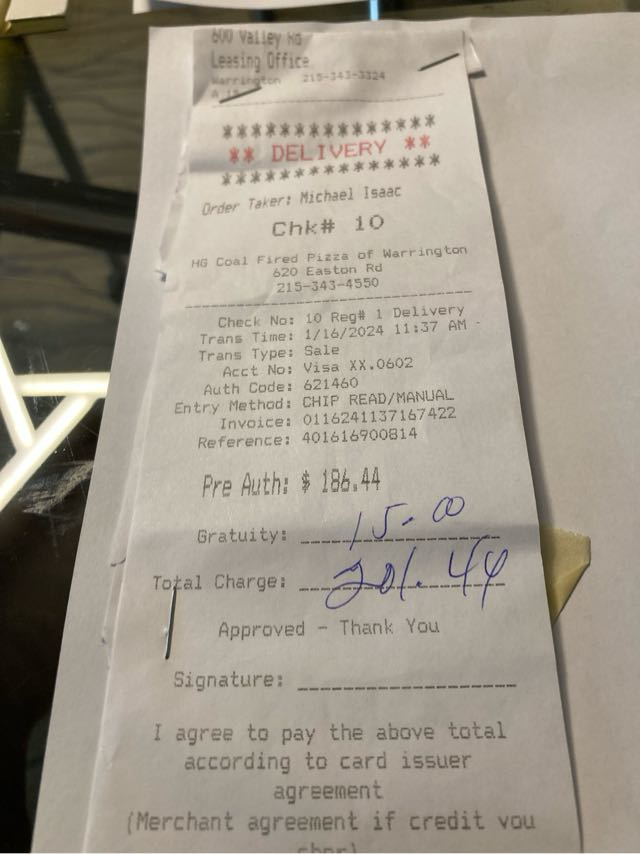 600 Valley Rd
Leasing Office
Warrington 215-343-3324
***************
** DELIVERY **
***************
Order Taker: Michael Isaac
Chk# 10
HG Coal Fired Pizza of Warrington
620 Easton Rd
215-343-4550
Check No: 10 Reg# 1 Delivery
Trans Time: 1/16/2024 11:37 AM
Trans Type: Sale
Acct No: Visa XX.0602
Auth Code: 621460
Entry Method: CHIP READ/MANUAL
Invoice: 0116241137167422
Reference: 401616900814
Pre Auth: $ 186.44
Gratuity: 15.00
Total Charge: 201.44
Approved - Thank You
Signature:
I agree to pay the above total
according to card issuer
agreement
(Merchant agreement if credit vou